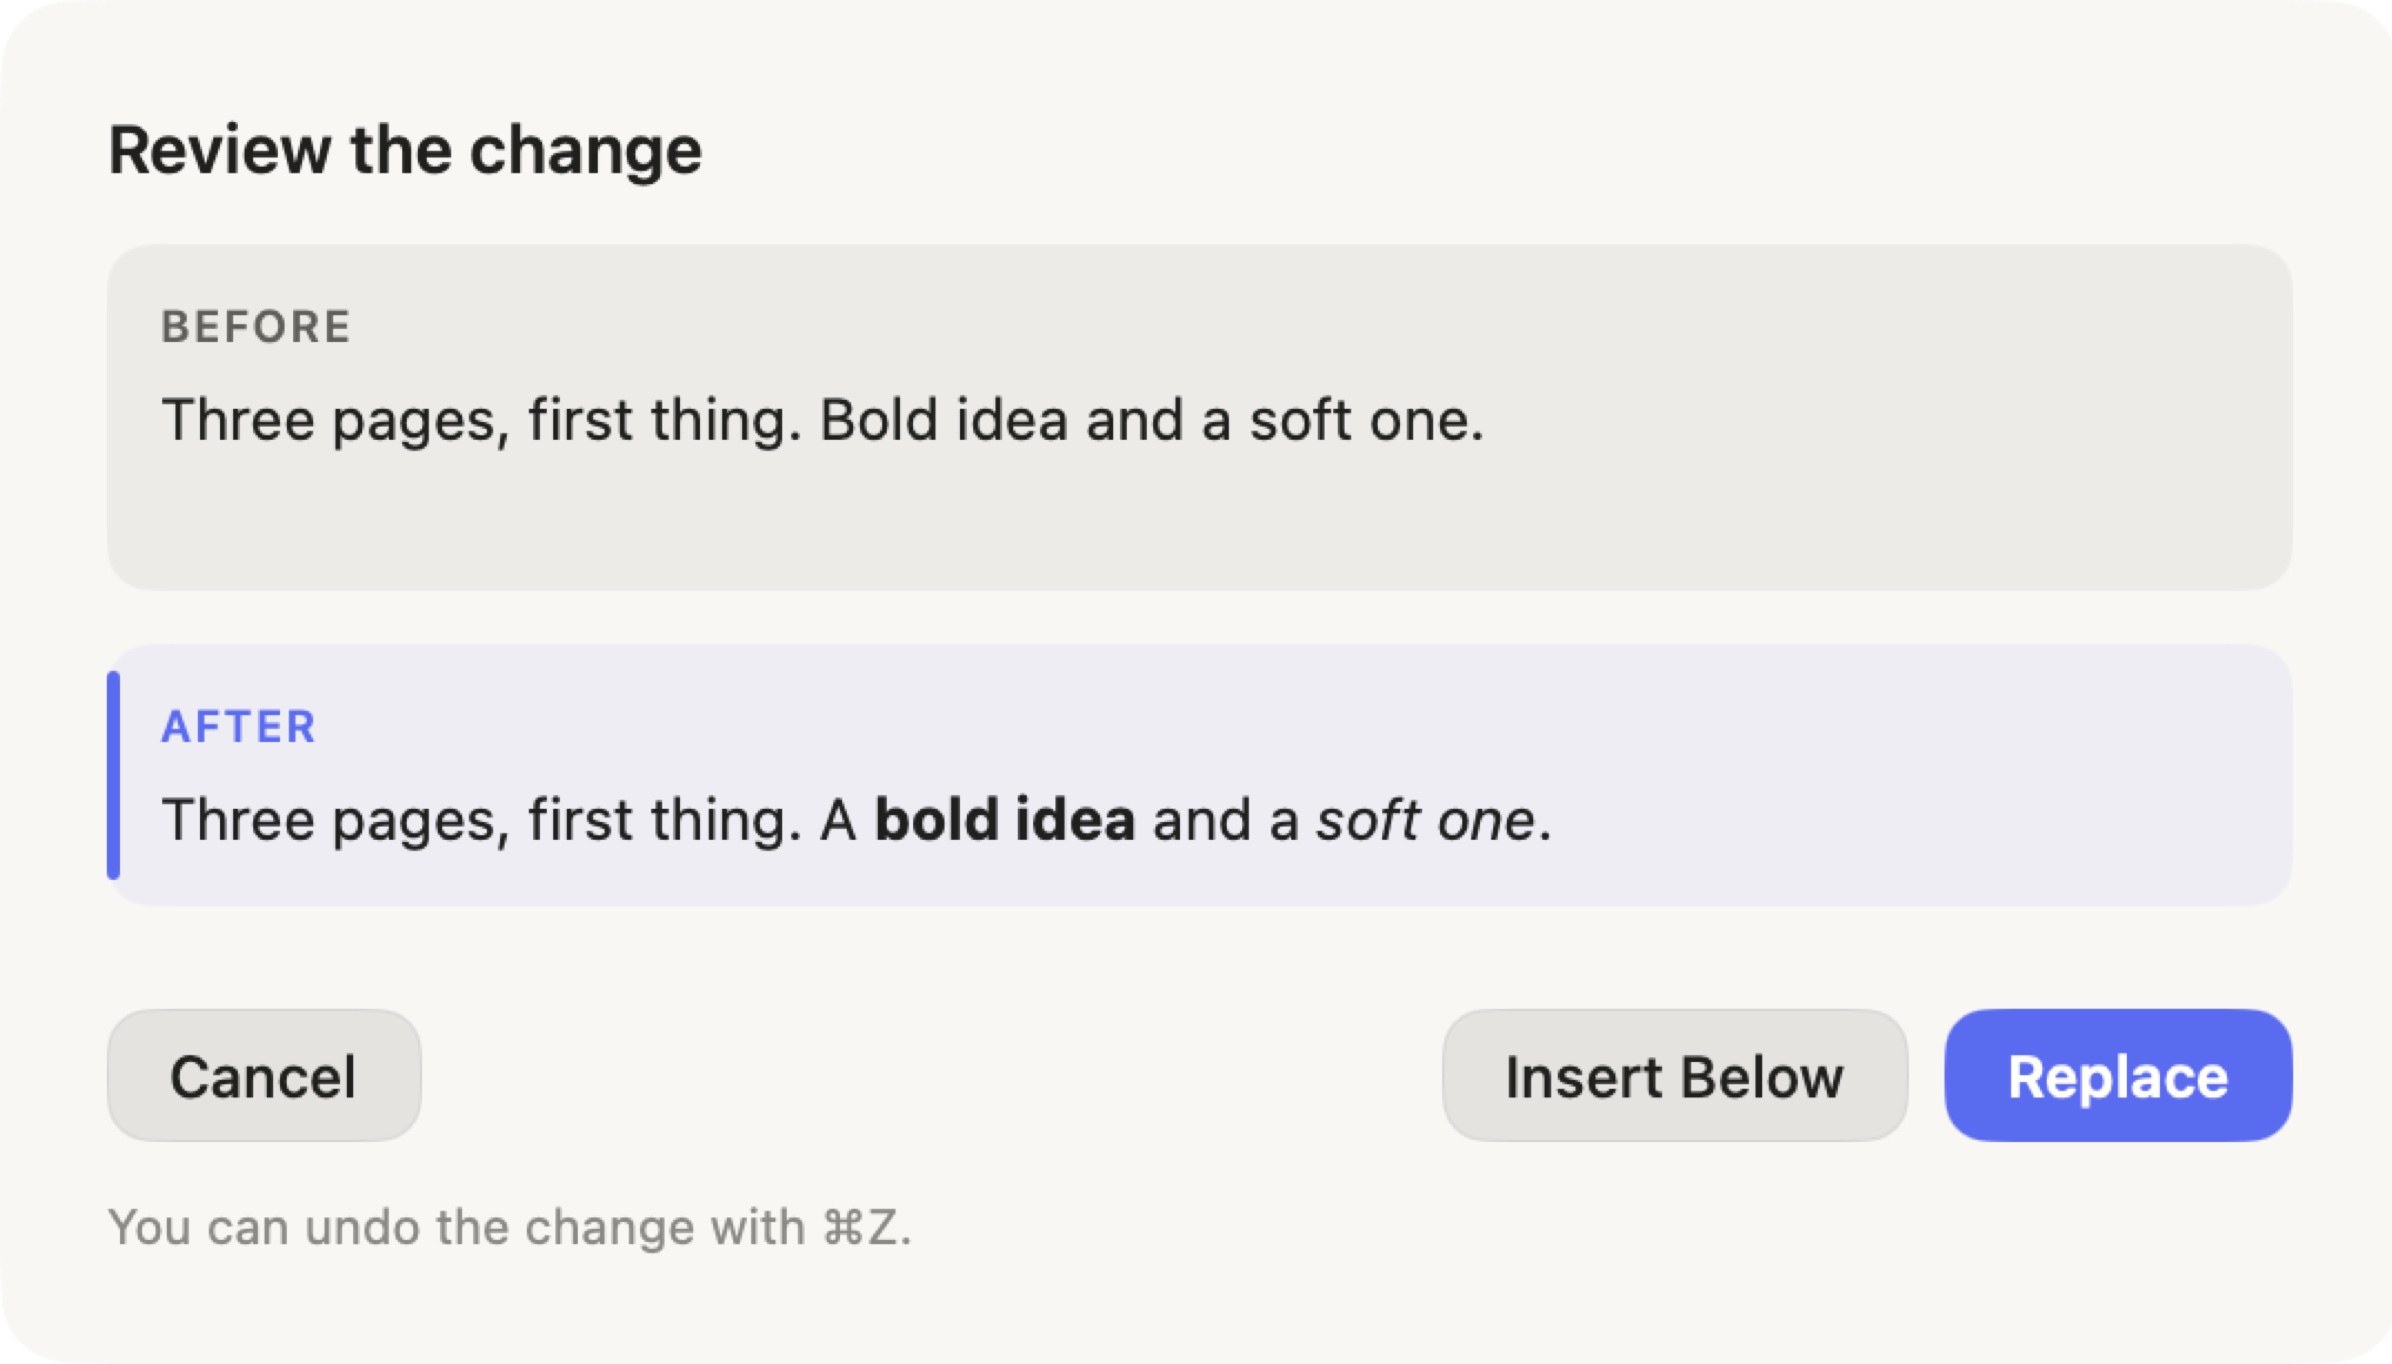 Review the change
BEFORE
Three pages, first thing. Bold idea and a soft one.
AFTER
Three pages, first thing. A bold idea and a soft one.
Cancel
Insert Below
Replace
You can undo the change with ⌘Z.